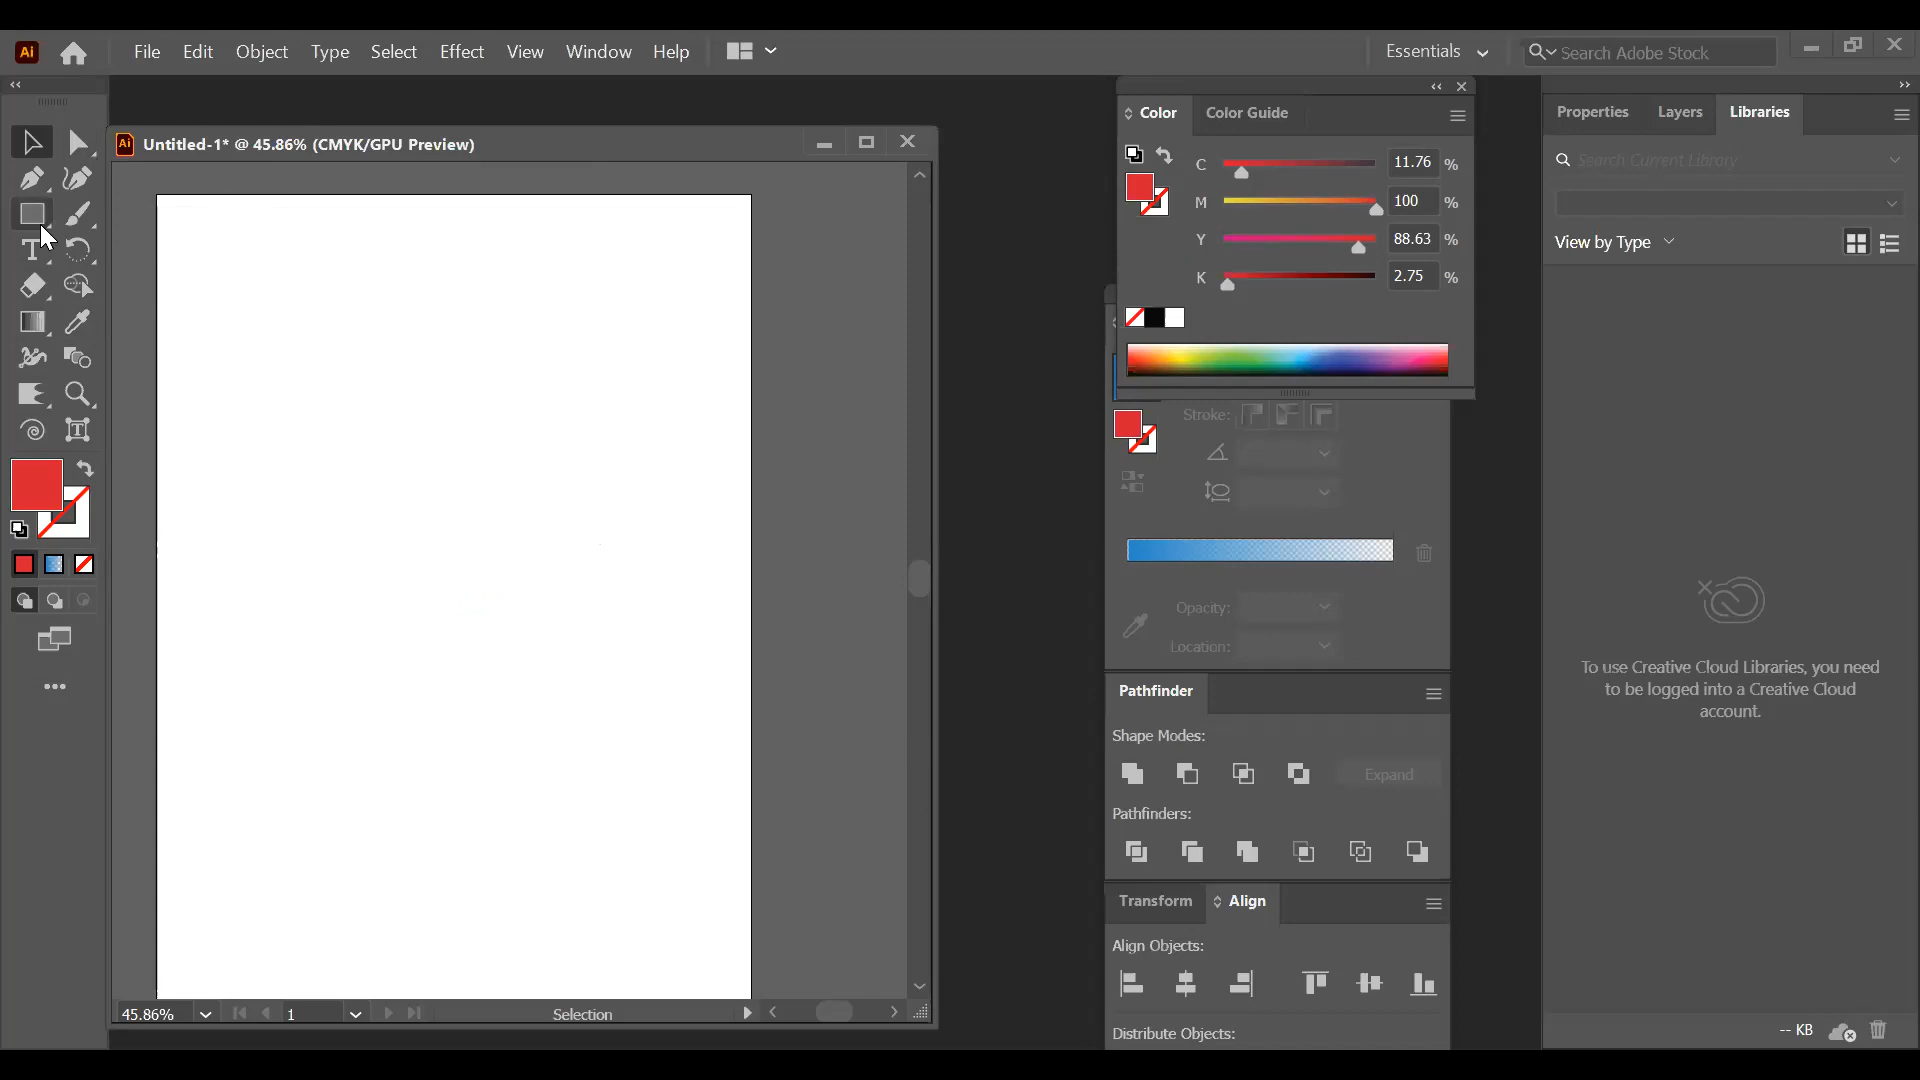 Ai File Edit Object Type Select Effect View Window Help Essentials Search Adobe Stock
Ai Untitled-1* @ 45.86% (CMYK/GPU Preview)
T
T
45.86% 1 Selection
Color Color Guide
C 11.76 %
M 100 %
Y 88.63 %
K 2.75 %
Stroke:
Opacity:
Location:
Pathfinder
Shape Modes:
Expand
Pathfinders:
Transform Align
Align Objects:
Distribute Objects:
Properties Layers Libraries
Search Current Library
View by Type
To use Creative Cloud Libraries, you need
to be logged into a Creative Cloud
account.
-- KB